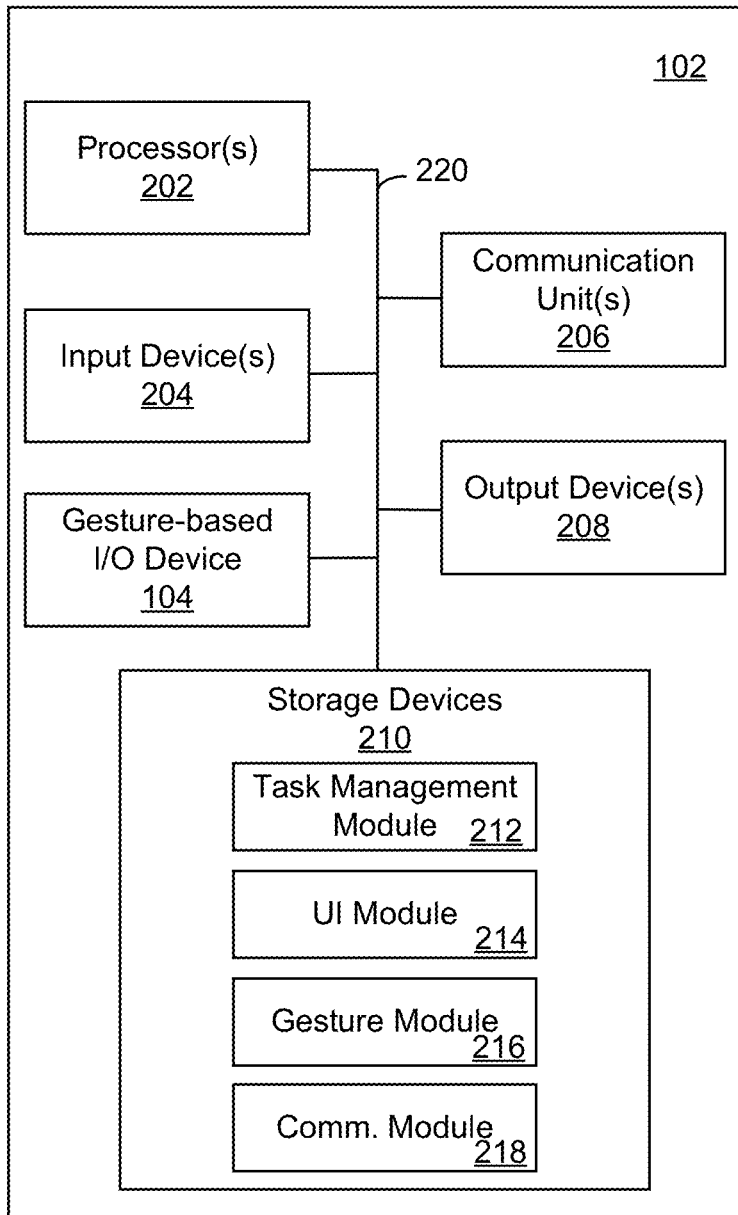 102
Processor(s)
202
220
Communication
Unit(s)
206
Input Device(s)
204
Output Device(s)
208
Gesture-based
I/O Device
104
Storage Devices
210
Task Management
Module 212
UI Module
214
Gesture Module
216
Comm. Module
218